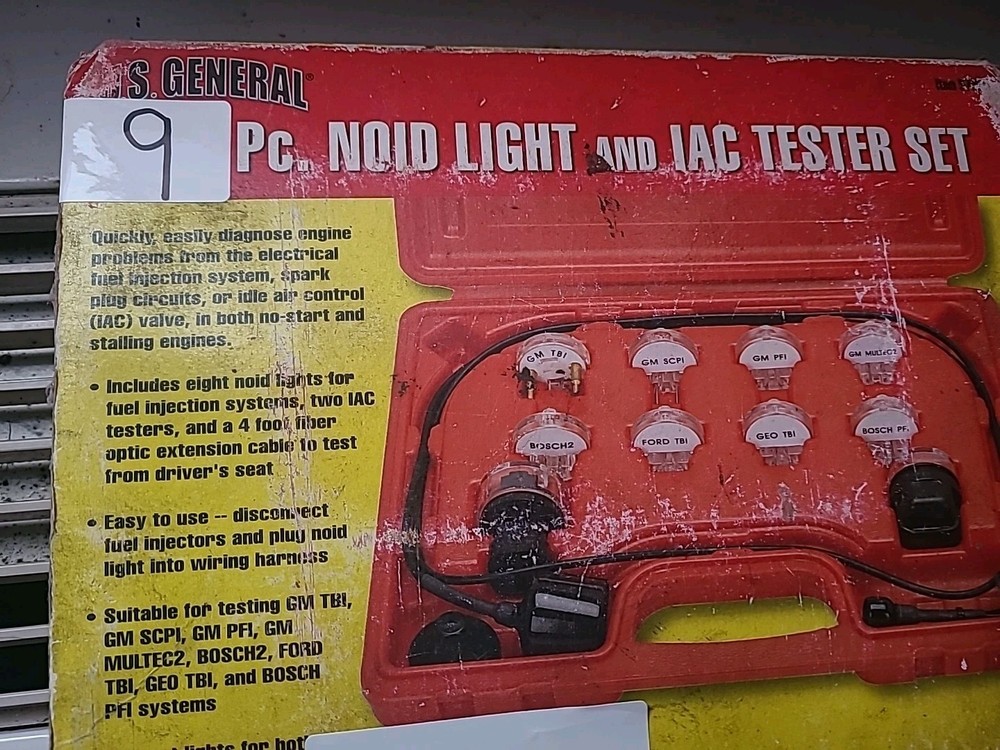 S. GENERAL®
9 Pc. NOID LIGHT AND IAC TESTER SET
Quickly, easily diagnose engine
problems from the electrical
fuel injection system, spark
plug circuits, or idle air control
(IAC) valve, in both no-start and
stalling engines.
• Includes eight noid lights for
fuel injection systems, two IAC
testers, and a 4 foot fiber
optic extension cable to test
from driver's seat
• Easy to use -- disconnect
fuel injectors and plug noid
light into wiring harness
• Suitable for testing GM TBI,
GM SCPI, GM PFI, GM
MULTEC2, BOSCH2, FORD
TBI, GEO TBI, and BOSCH
PFI systems
lights for
GM TBI
GM SCPI
GM PFI
GM MULTEC2
BOSCH2
FORD TBI
GEO TBI
BOSCH PFI